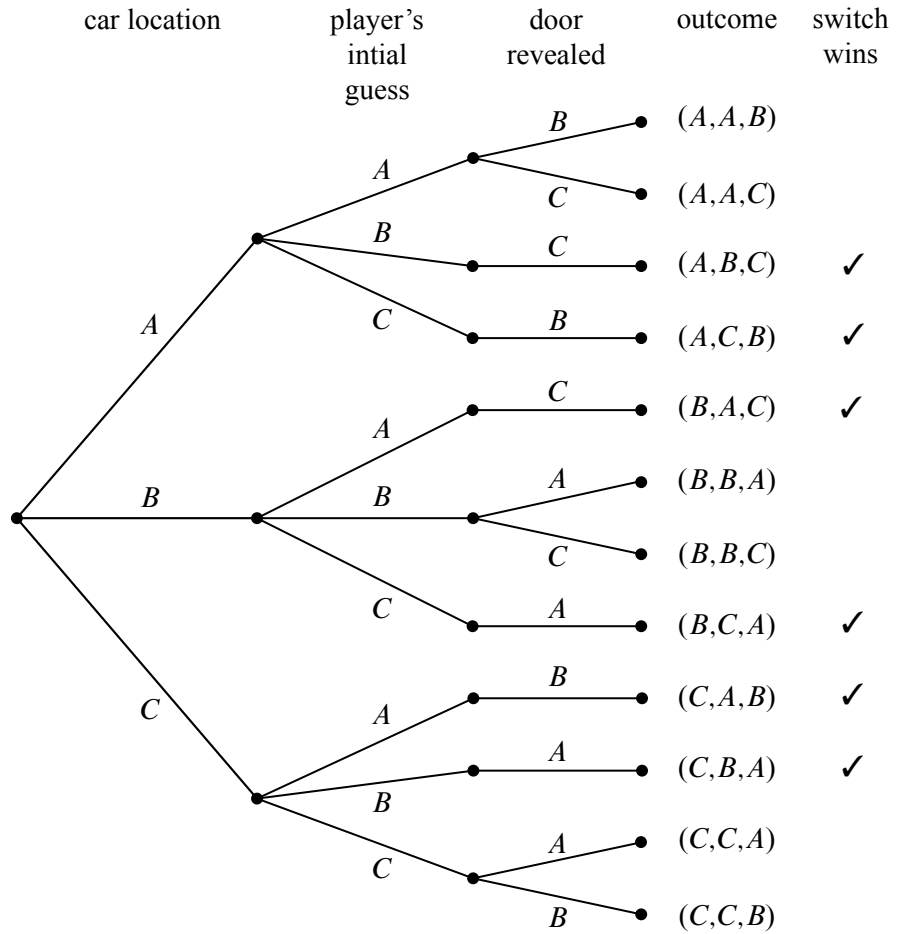 car location
player's
intial
guess
door
revealed
outcome
switch
wins
B
(A,A,B)
A
C
(A,A,C)
B
C
(A,B,C) ✓
A
C
B
(A,C,B) ✓
C
(B,A,C) ✓
A
A
(B,B,A)
B
B
C
(B,B,C)
C
A
(B,C,A) ✓
B
(C,A,B) ✓
C
A
A
(C,B,A) ✓
B
A
(C,C,A)
C
B
(C,C,B)